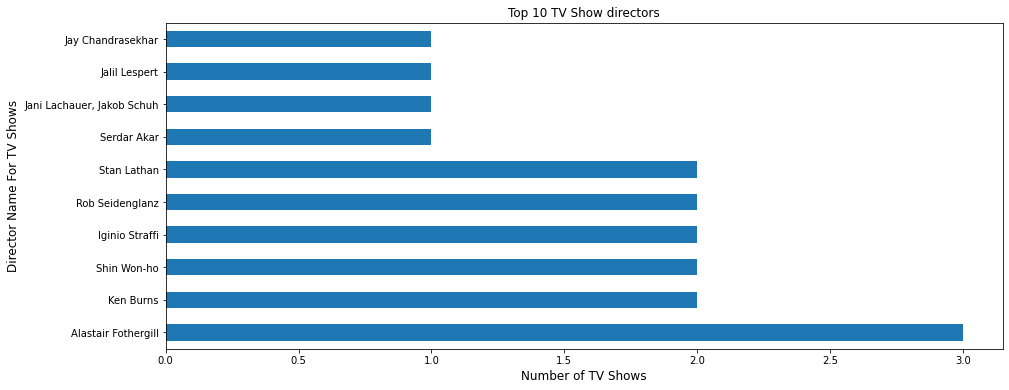 Top 10 TV Show directors
Director Name For TV Shows
Jay Chandrasekhar
Jalil Lespert
Jani Lachauer, Jakob Schuh
Serdar Akar
Stan Lathan
Rob Seidenglanz
Iginio Straffi
Shin Won-ho
Ken Burns
Alastair Fothergill
0.0 0.5 1.0 1.5 2.0 2.5 3.0
Number of TV Shows